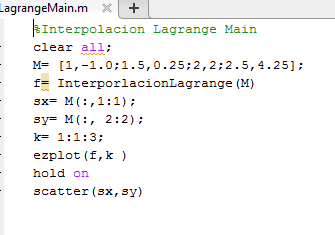 LagrangeMain.m
%Interpolacion Lagrange Main
clear all;
M= [1,-1.0;1.5,0.25;2,2;2.5,4.25];
f= InterporlacionLagrange(M)
sx= M(:,1:1);
sy= M(:, 2:2);
k= 1:1:3;
ezplot(f,k )
hold on
scatter(sx,sy)